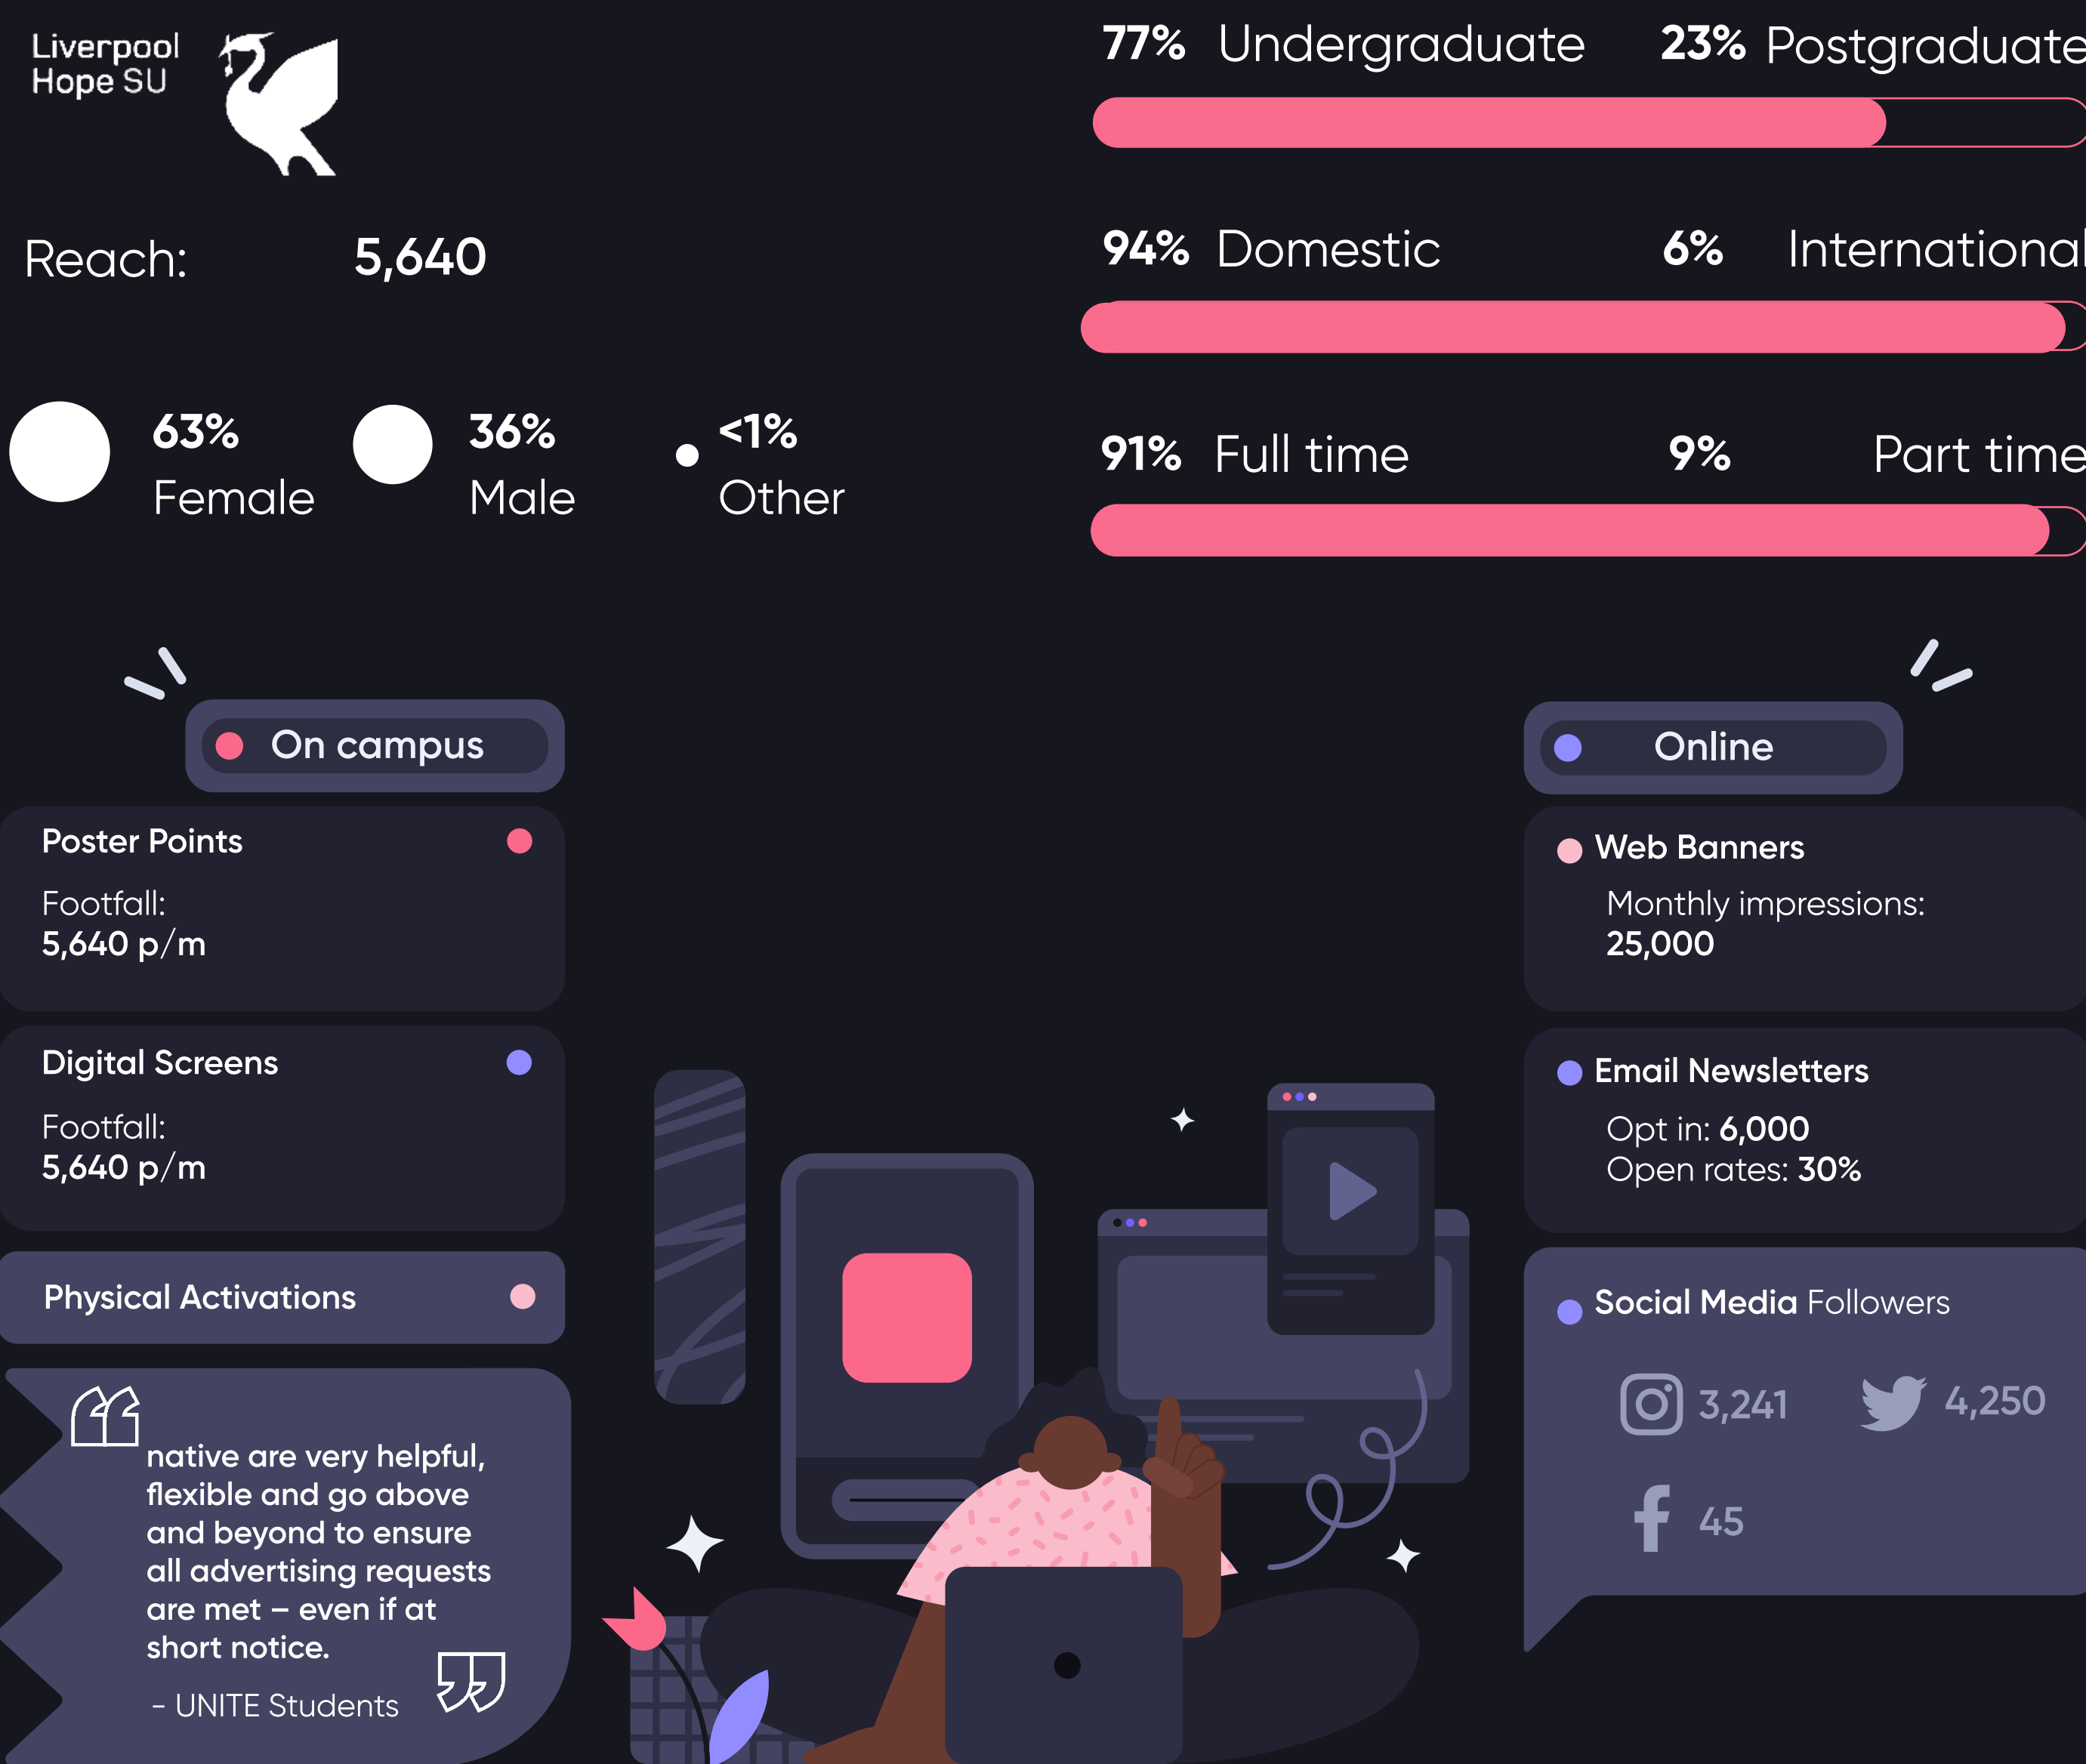 Liverpool
Hope SU
77% Undergraduate 23% Postgraduate
Reach: 5,640
94% Domestic 6% International
63% Female
36% Male
<1% Other
91% Full time 9% Part time
On campus
Poster Points
Footfall:
5,640 p/m
Digital Screens
Footfall:
5,640 p/m
Physical Activations
native are very helpful,
flexible and go above
and beyond to ensure
all advertising requests
are met – even if at
short notice.
- UNITE Students
Online
Web Banners
Monthly impressions:
25,000
Email Newsletters
Opt in: 6,000
Open rates: 30%
Social Media Followers
3,241
4,250
45